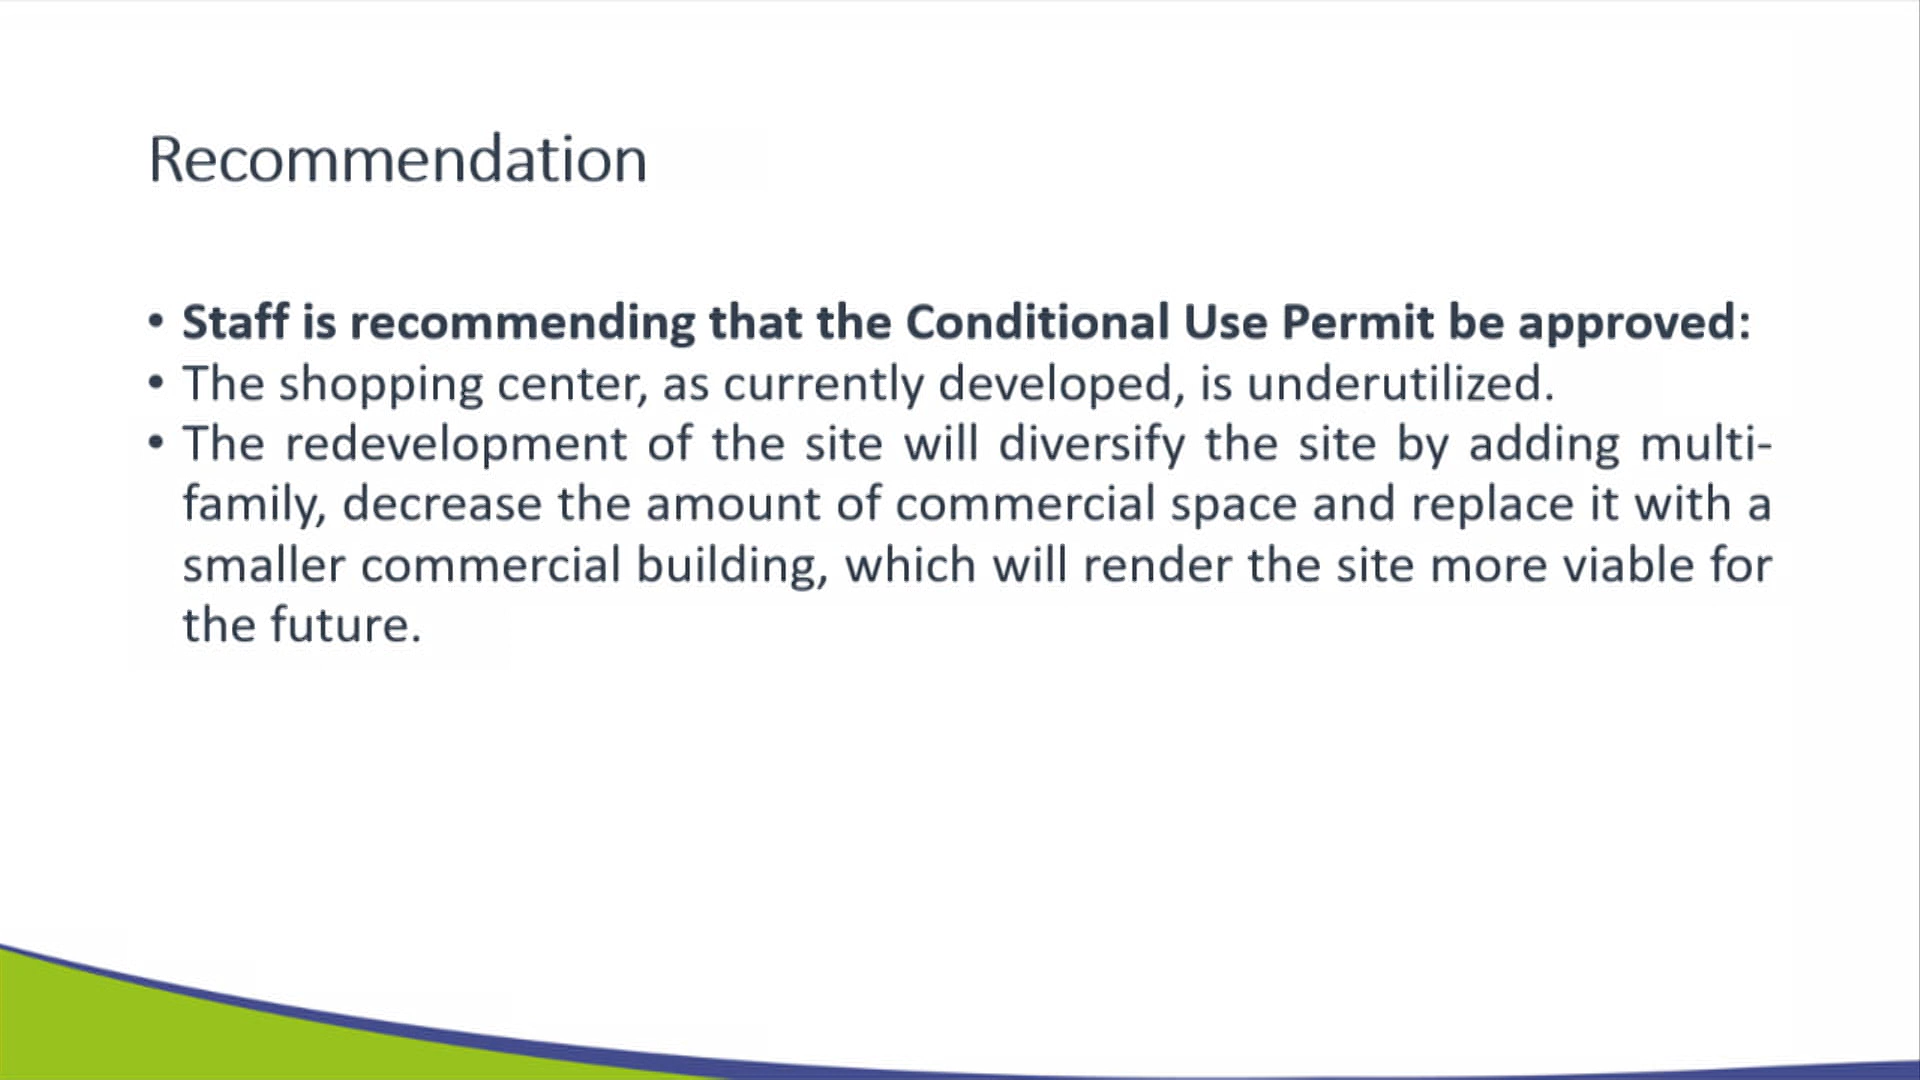 Recommendation
• Staff is recommending that the Conditional Use Permit be approved:
• The shopping center, as currently developed, is underutilized.
• The redevelopment of the site will diversify the site by adding multi-
family, decrease the amount of commercial space and replace it with a
smaller commercial building, which will render the site more viable for
the future.